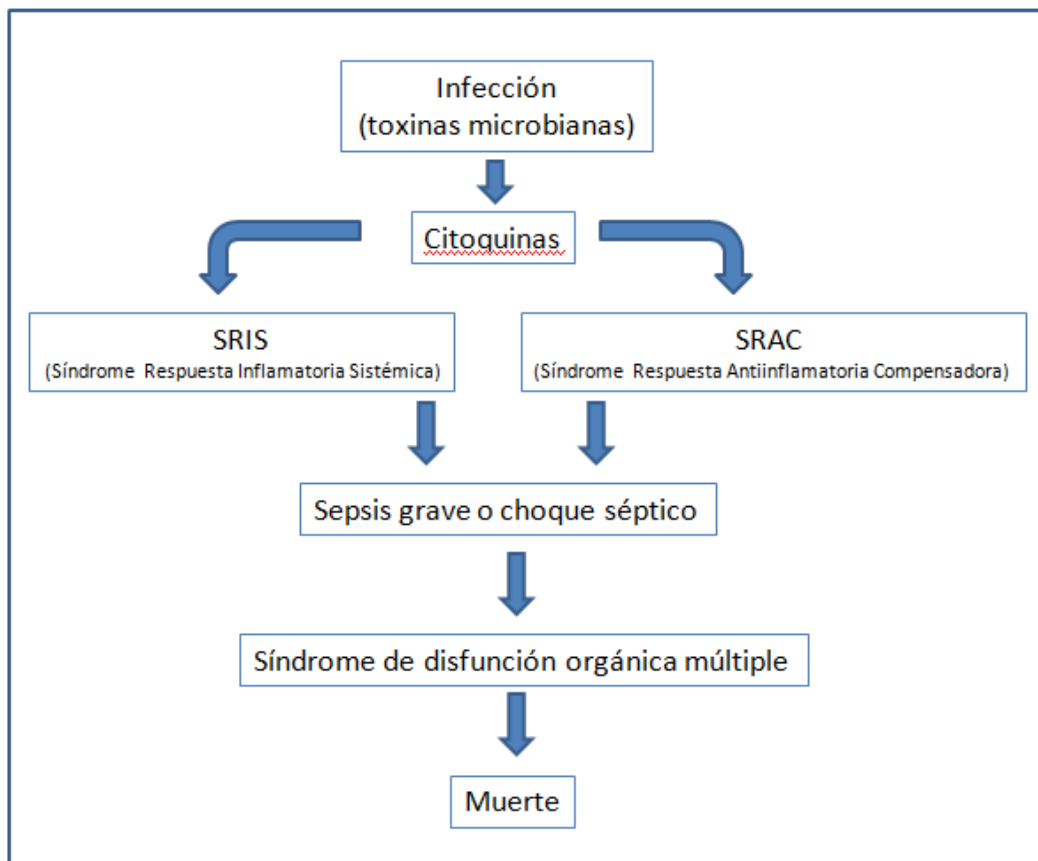 Infección
(toxinas microbianas)
Citoquinas
SRIS
(Síndrome Respuesta Inflamatoria Sistémica)
SRAC
(Síndrome Respuesta Antiinflamatoria Compensadora)
Sepsis grave o choque séptico
Síndrome de disfunción orgánica múltiple
Muerte